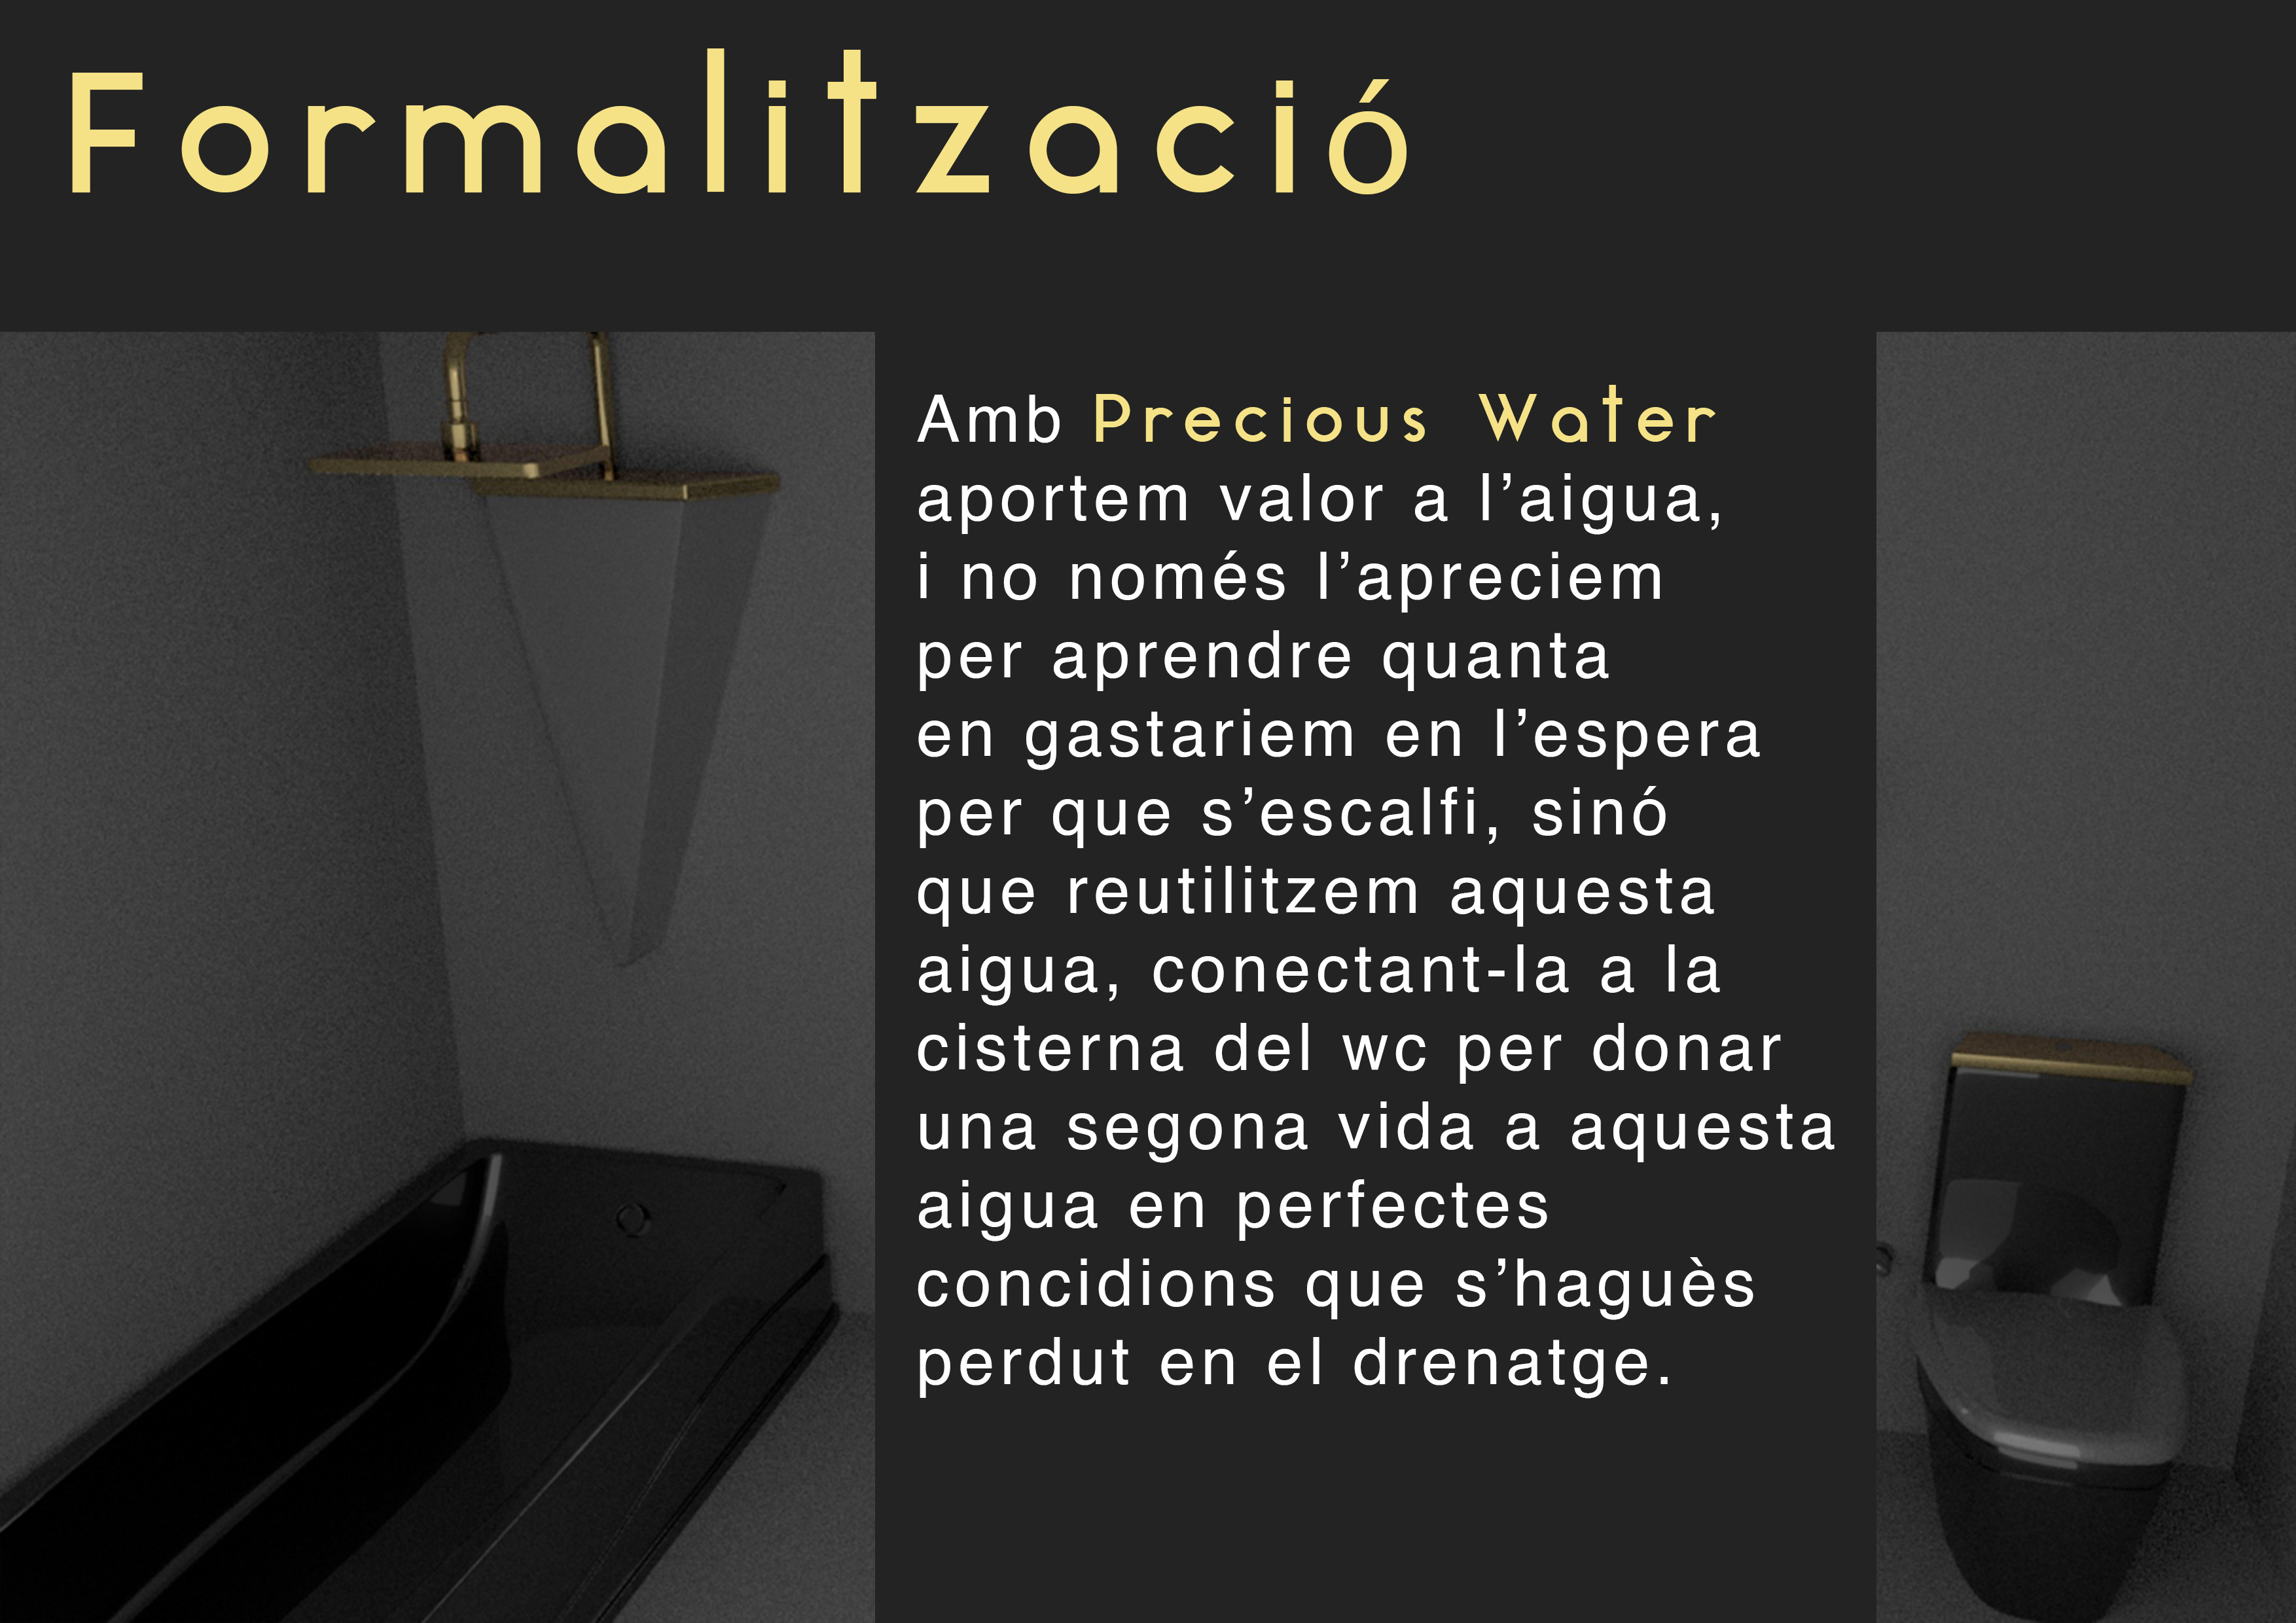 Formalització
Amb Precious Water
aportem valor a l’aigua,
i no només l’apreciem
per aprendre quanta
en gastariem en l’espera
per que s’escalfi, sinó
que reutilitzem aquesta
aigua, conectant-la a la
cisterna del wc per donar
una segona vida a aquesta
aigua en perfectes
concidions que s’haguès
perdut en el drenatge.